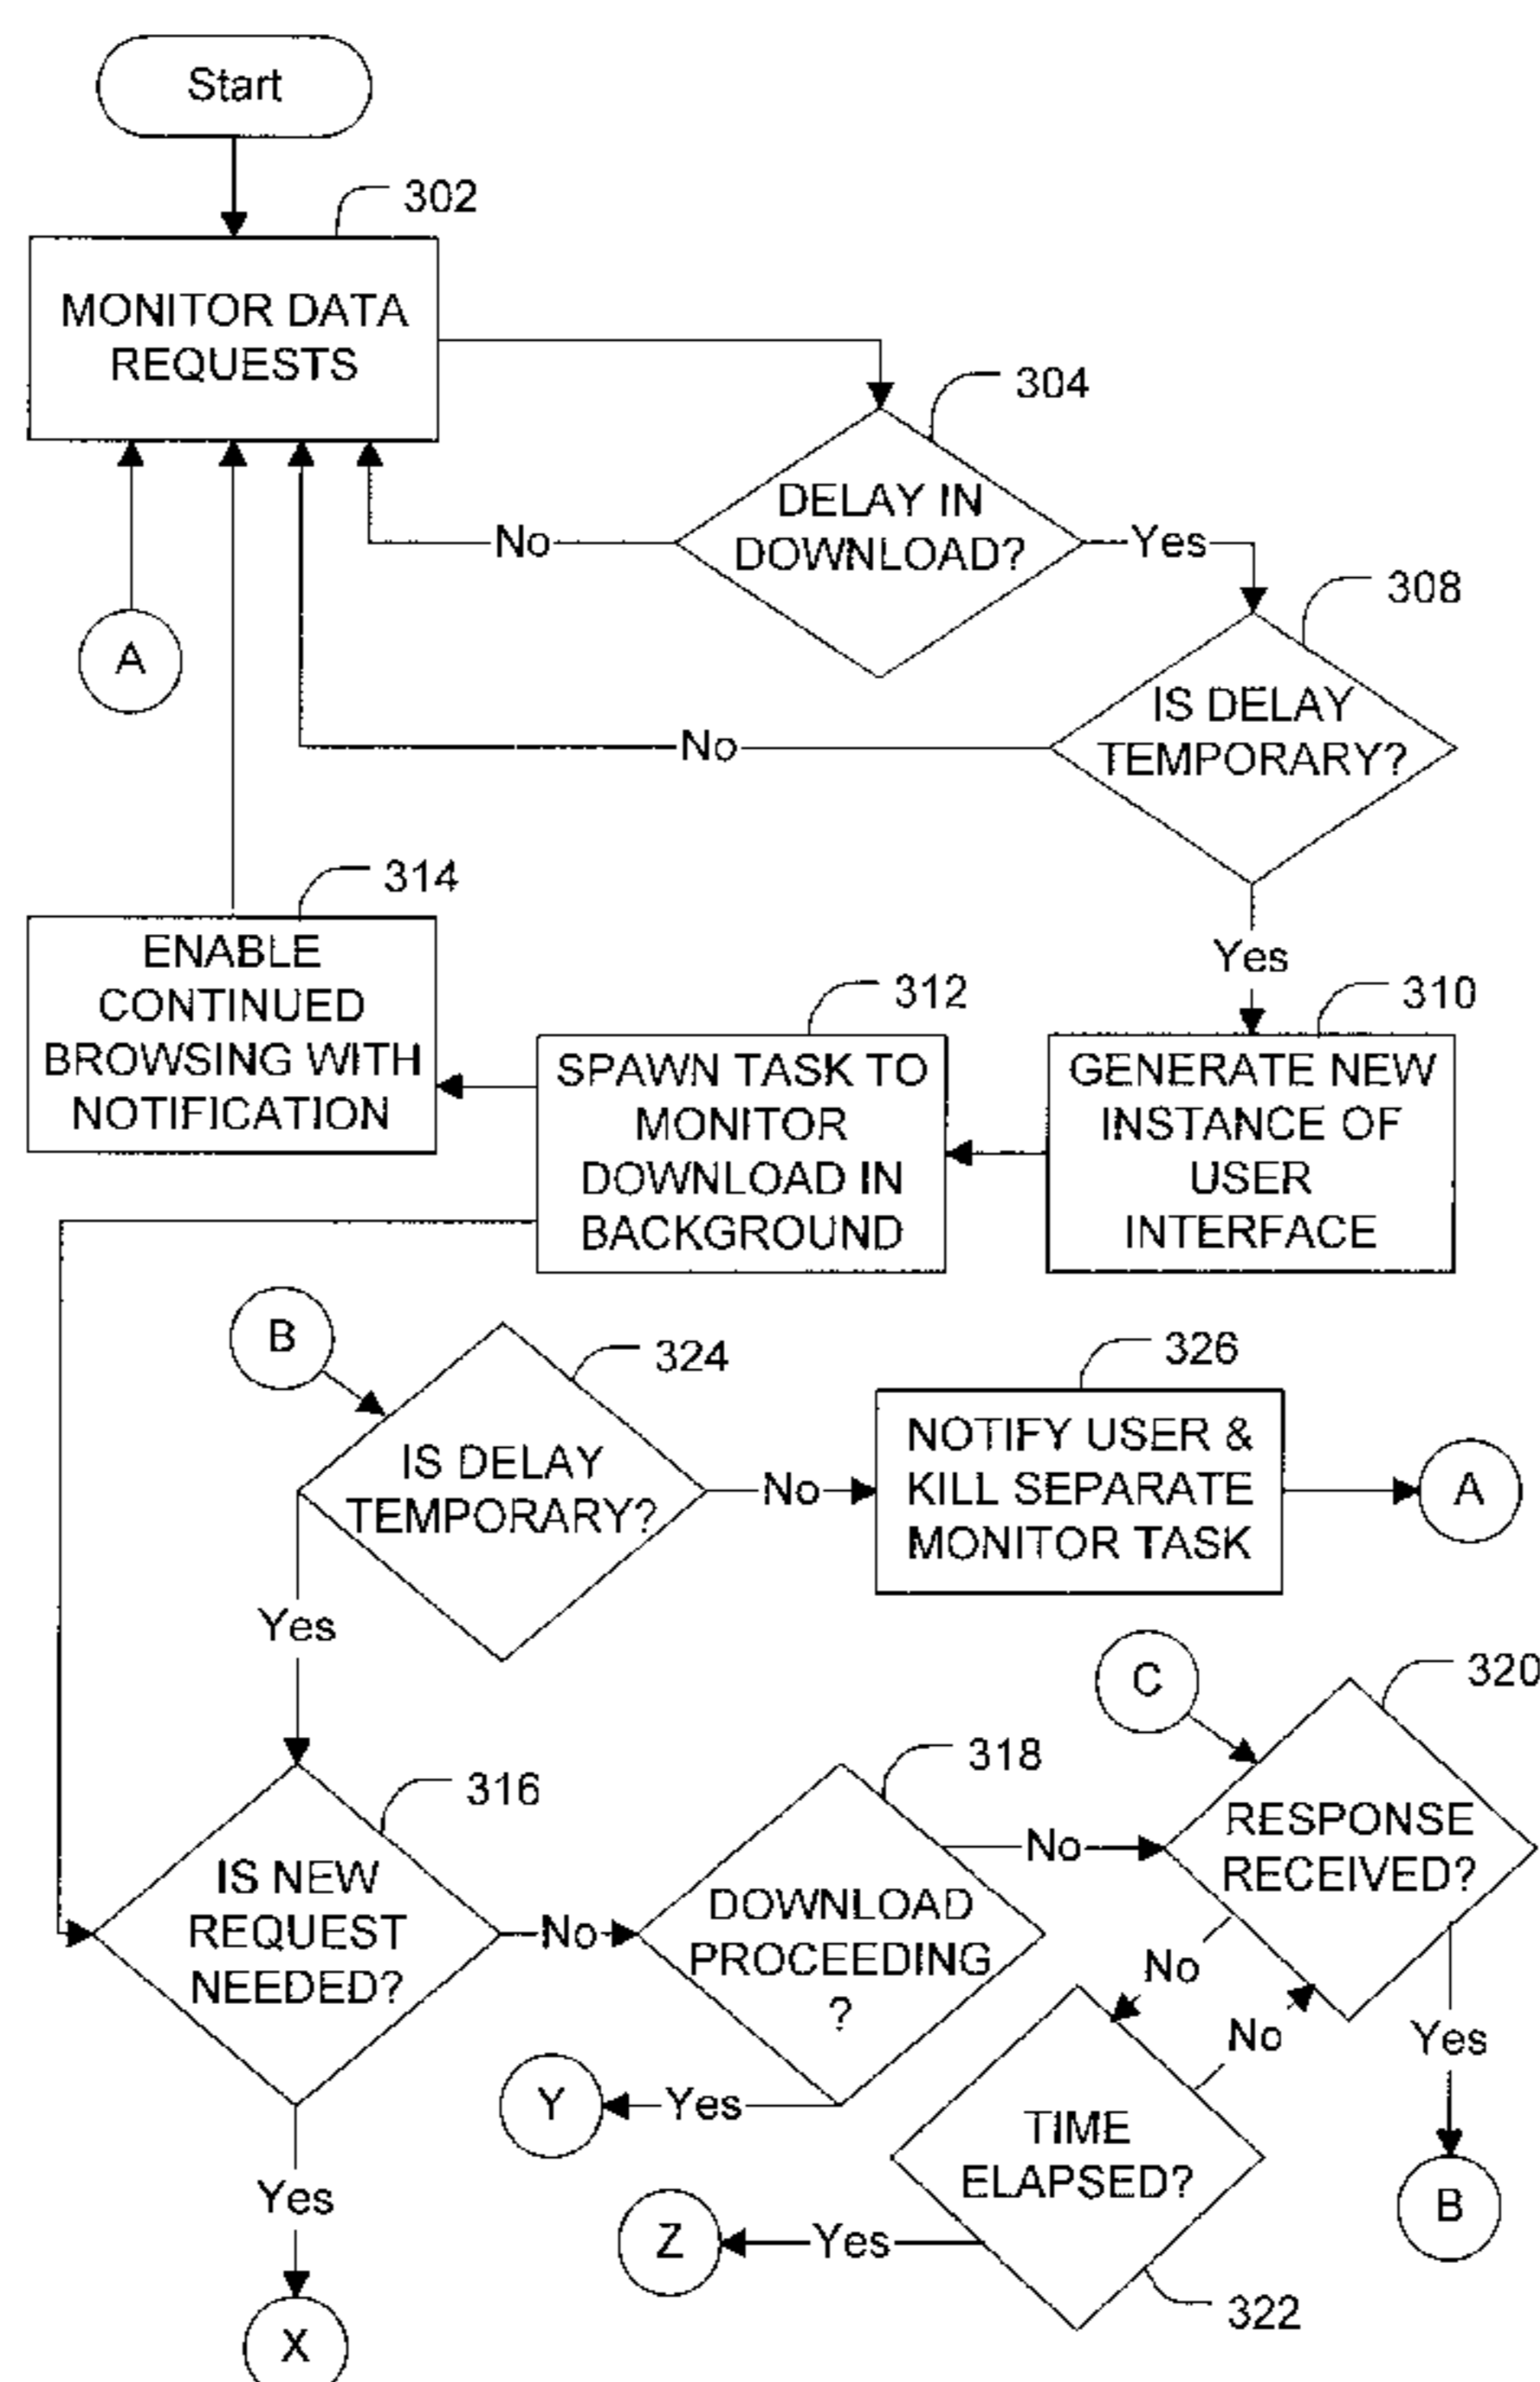 Start
302
MONITOR DATA
REQUESTS
304
DELAY IN
DOWNLOAD?
No
Yes
308
A
IS DELAY
TEMPORARY?
No
Yes
314
ENABLE
CONTINUED
BROWSING WITH
NOTIFICATION
312
SPAWN TASK TO
MONITOR
DOWNLOAD IN
BACKGROUND
310
GENERATE NEW
INSTANCE OF
USER
INTERFACE
B
324
IS DELAY
TEMPORARY?
No
Yes
326
NOTIFY USER &
KILL SEPARATE
MONITOR TASK
A
C
320
RESPONSE
RECEIVED?
316
IS NEW
REQUEST
NEEDED?
No
318
DOWNLOAD
PROCEEDING
?
No
No
No
Yes
Y
Yes
TIME
ELAPSED?
B
Yes
Z
Yes
322
X